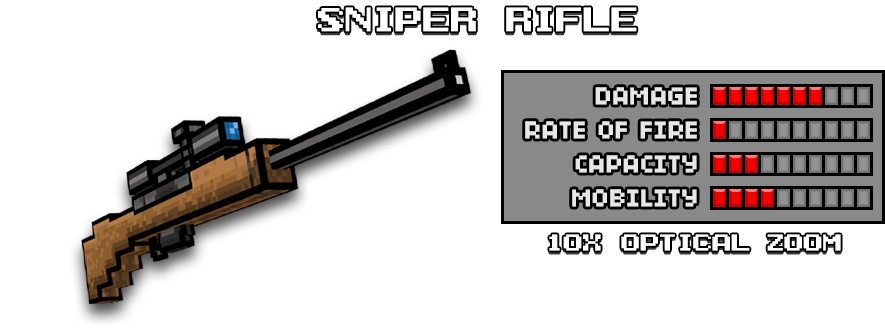 SNIPER RIFLE
DAMAGE
RATE OF FIRE
CAPACITY
MOBILITY
10X OPTICAL ZOOM